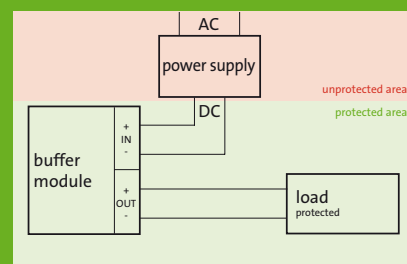 AC
power supply
unprotected area
DC
protected area
+
IN
-
buffer
module
+
OUT
-
load
protected